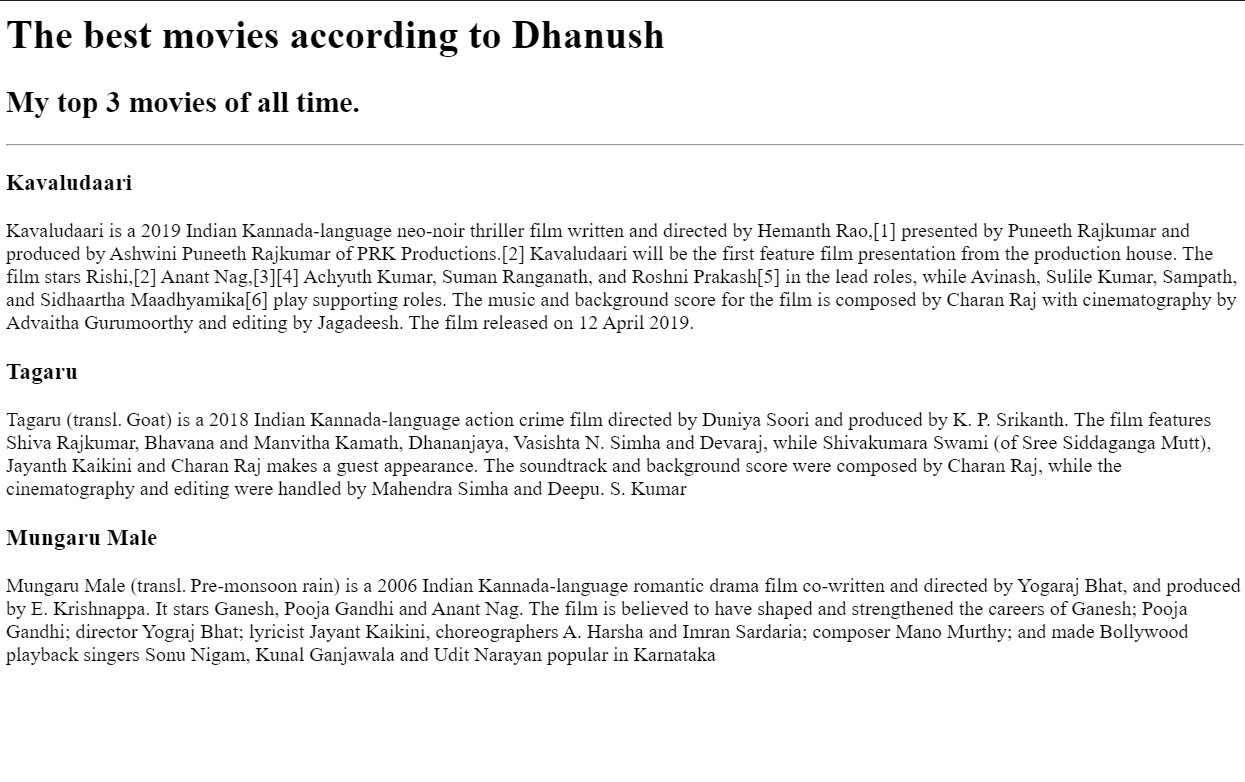 The best movies according to Dhanush
My top 3 movies of all time.
Kavaludaari
Kavaludaari is a 2019 Indian Kannada-language neo-noir thriller film written and directed by Hemanth Rao,[1] presented by Puneeth Rajkumar and
produced by Ashwini Puneeth Rajkumar of PRK Productions.[2] Kavaludaari will be the first feature film presentation from the production house. The
film stars Rishi,[2] Anant Nag,[3][4] Achyuth Kumar, Suman Ranganath, and Roshni Prakash[5] in the lead roles, while Avinash, Sulile Kumar, Sampath,
and Sidhaartha Maadhyamika[6] play supporting roles. The music and background score for the film is composed by Charan Raj with cinematography by
Advaitha Gurumoorthy and editing by Jagadeesh. The film released on 12 April 2019.
Tagaru
Tagaru (transl. Goat) is a 2018 Indian Kannada-language action crime film directed by Duniya Soori and produced by K. P. Srikanth. The film features
Shiva Rajkumar, Bhavana and Manvitha Kamath, Dhananjaya, Vasishta N. Simha and Devaraj, while Shivakumara Swami (of Sree Siddaganga Mutt),
Jayanth Kaikini and Charan Raj makes a guest appearance. The soundtrack and background score were composed by Charan Raj, while the
cinematography and editing were handled by Mahendra Simha and Deepu. S. Kumar
Mungaru Male
Mungaru Male (transl. Pre-monsoon rain) is a 2006 Indian Kannada-language romantic drama film co-written and directed by Yogaraj Bhat, and produced
by E. Krishnappa. It stars Ganesh, Pooja Gandhi and Anant Nag. The film is believed to have shaped and strengthened the careers of Ganesh; Pooja
Gandhi; director Yograj Bhat; lyricist Jayant Kaikini, choreographers A. Harsha and Imran Sardaria; composer Mano Murthy; and made Bollywood
playback singers Sonu Nigam, Kunal Ganjawala and Udit Narayan popular in Karnataka